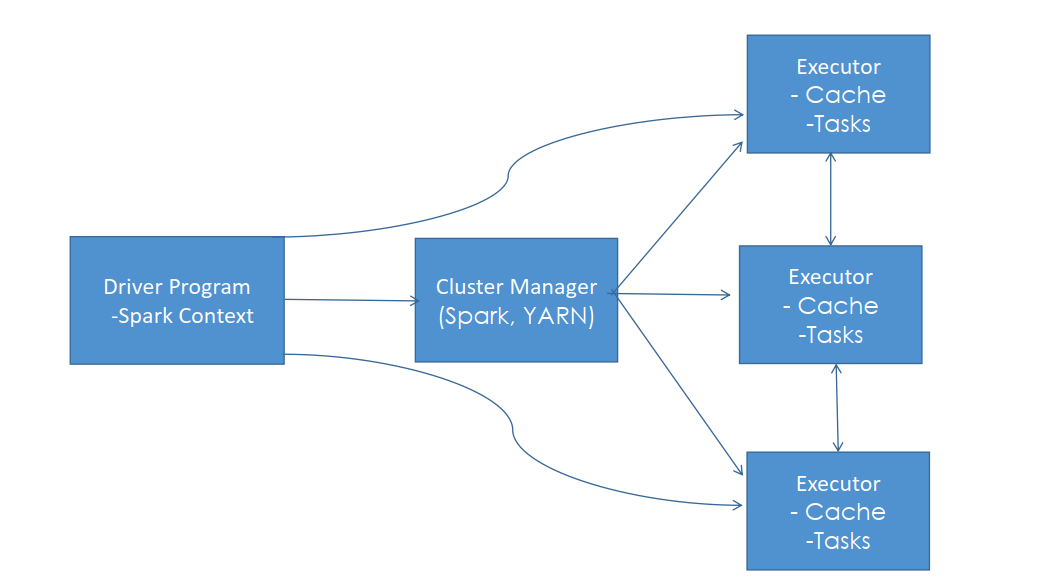 Executor
- Cache
-Tasks
Driver Program
-Spark Context
Cluster Manager
(Spark, YARN)
Executor
- Cache
-Tasks
Executor
- Cache
-Tasks